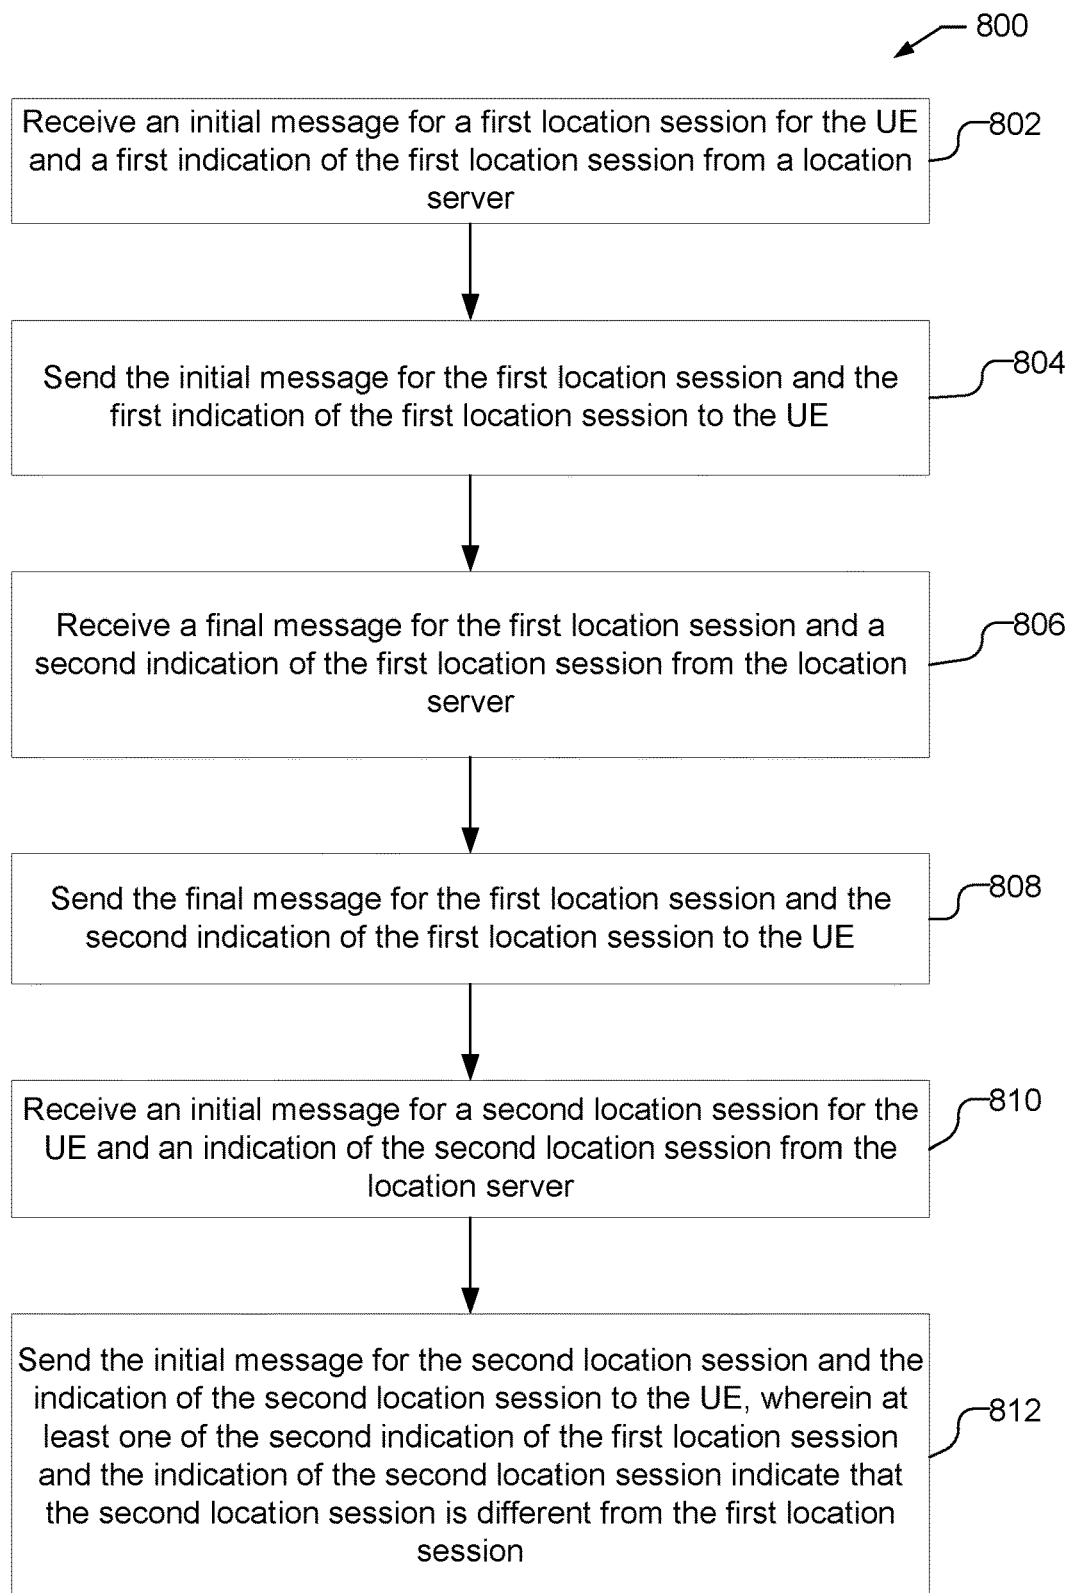 800
Receive an initial message for a first location session for the UE
and a first indication of the first location session from a location
server
802
Send the initial message for the first location session and the
first indication of the first location session to the UE
804
Receive a final message for the first location session and a
second indication of the first location session from the location
server
806
Send the final message for the first location session and the
second indication of the first location session to the UE
808
Receive an initial message for a second location session for the
UE and an indication of the second location session from the
location server
810
Send the initial message for the second location session and the
indication of the second location session to the UE, wherein at
least one of the second indication of the first location session
and the indication of the second location session indicate that
the second location session is different from the first location
session
812